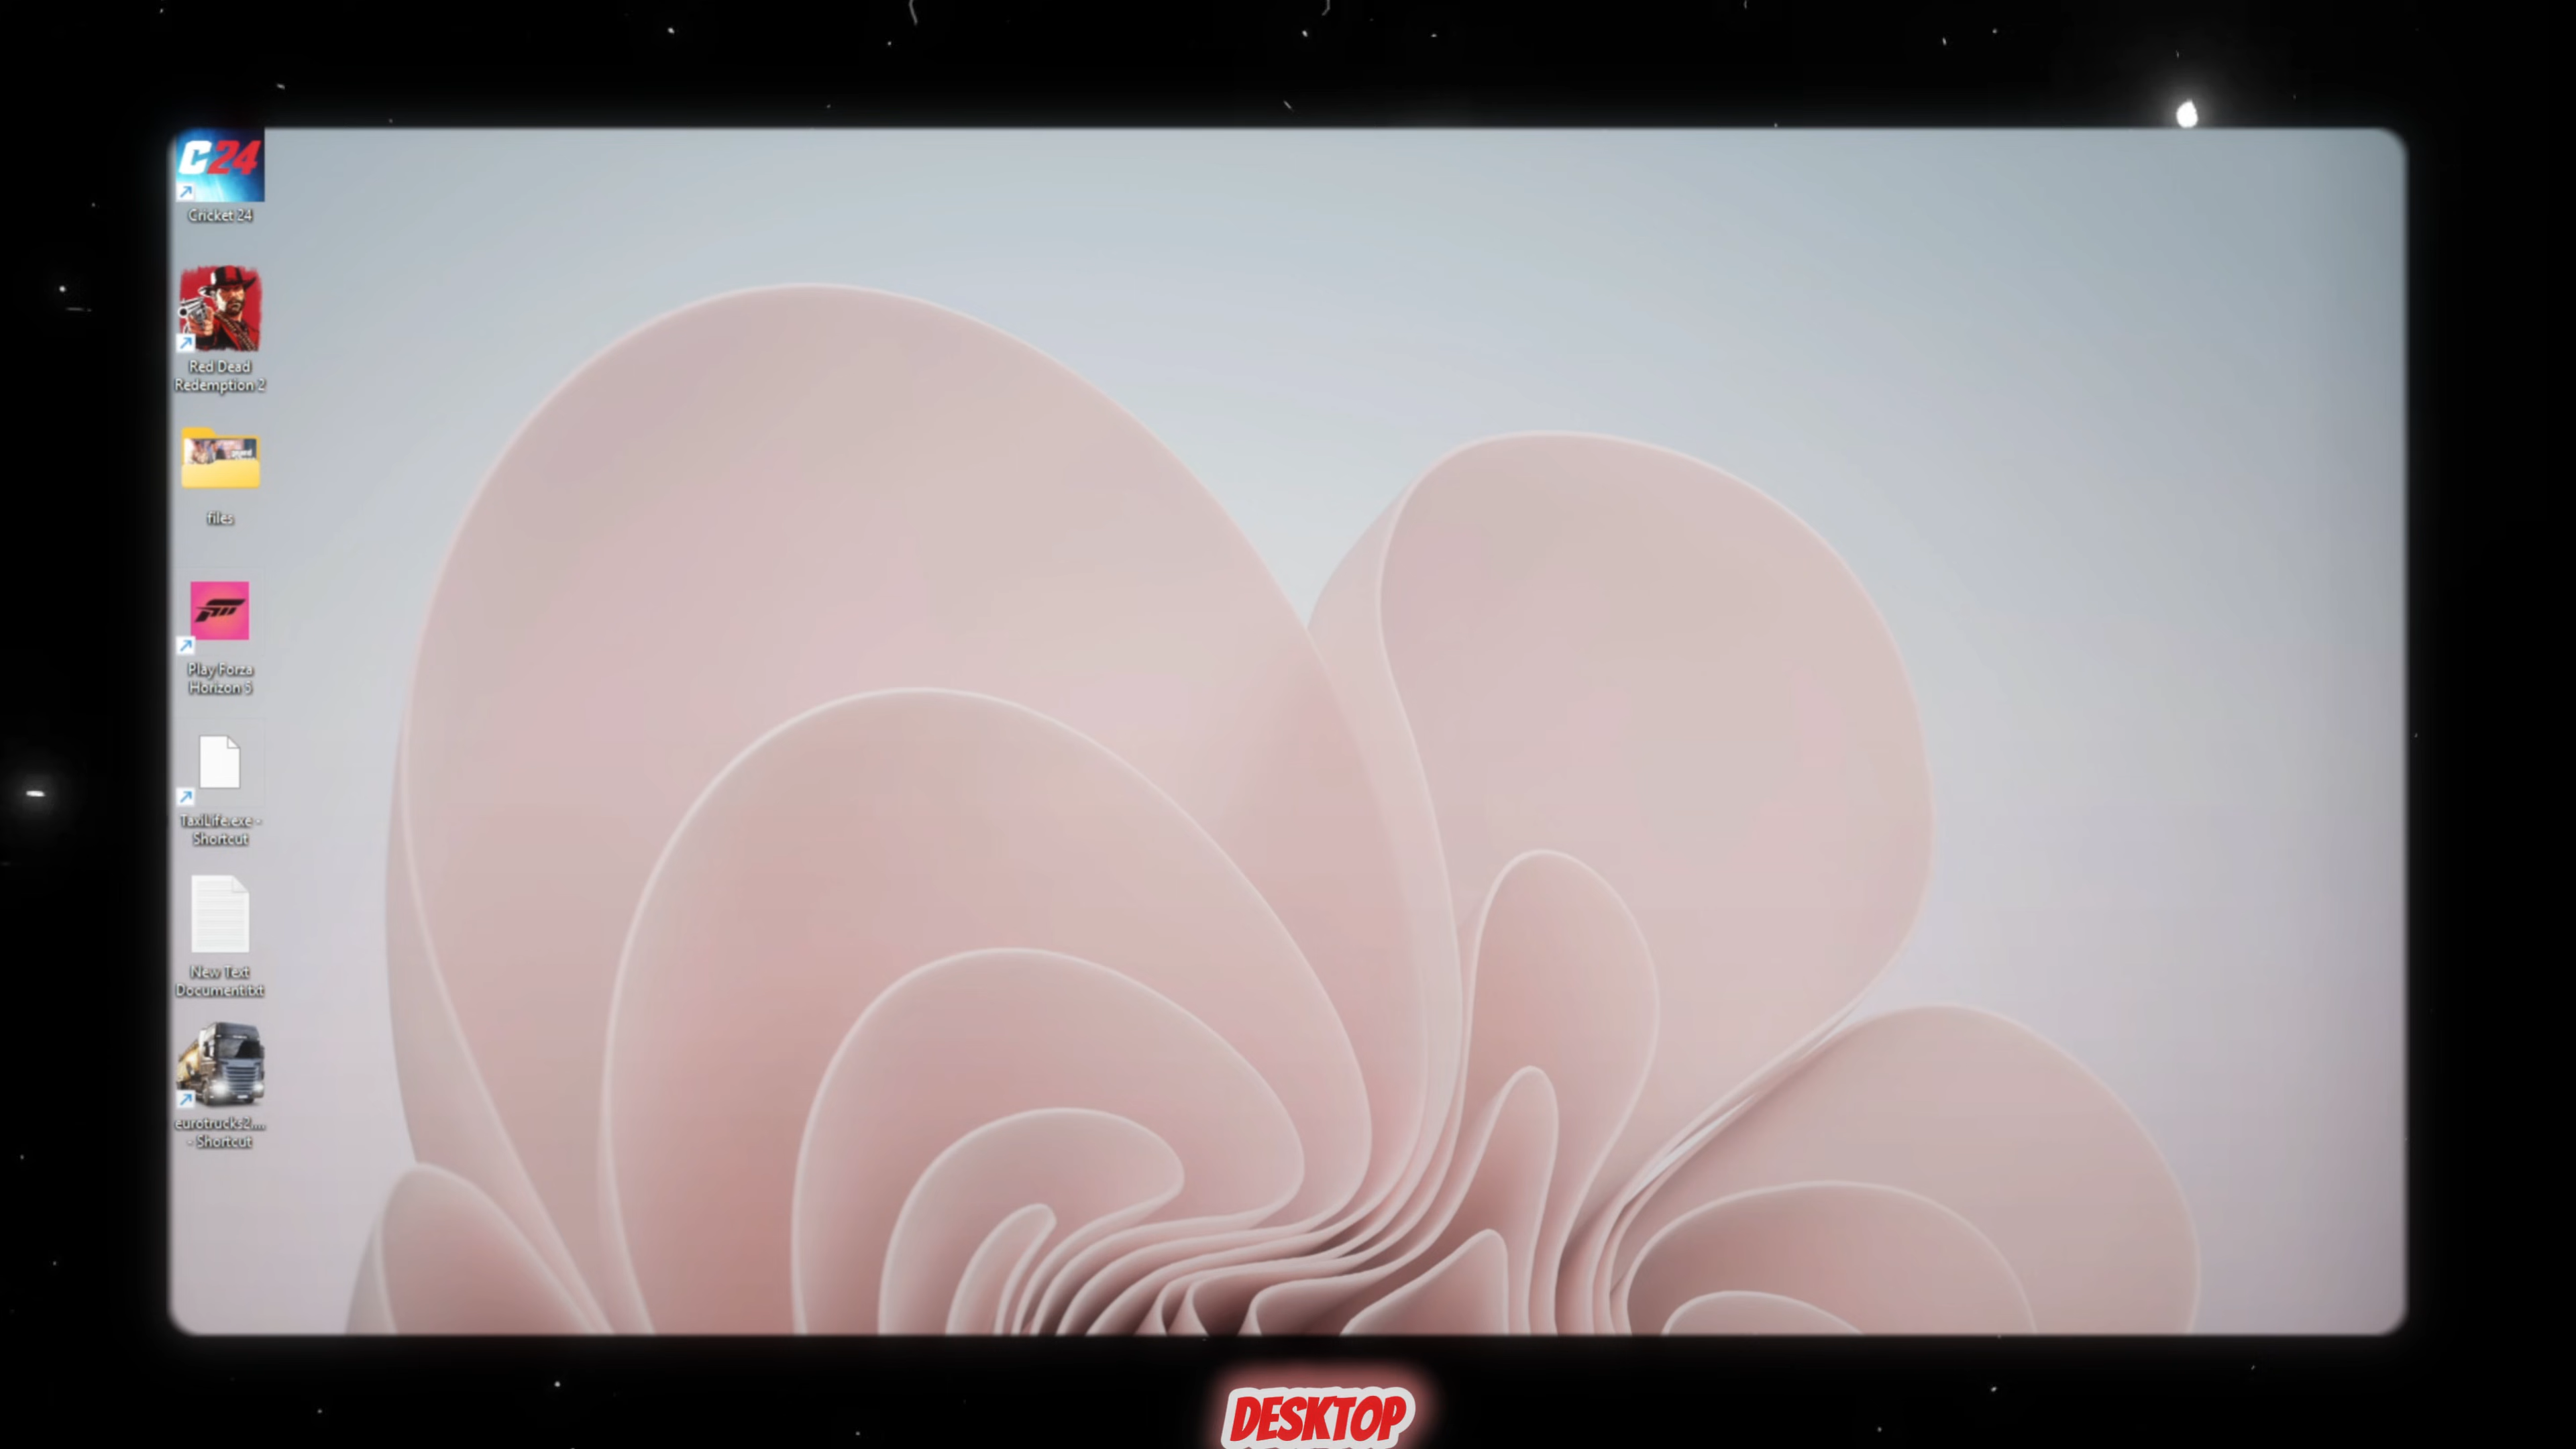 C24
Cricket 24
Red Dead
Redemption 2
files
Play Forza
Horizon 5
TaxiLife.exe -
Shortcut
New Text
Document.txt
eurotrucks2....
- Shortcut
DESKTOP